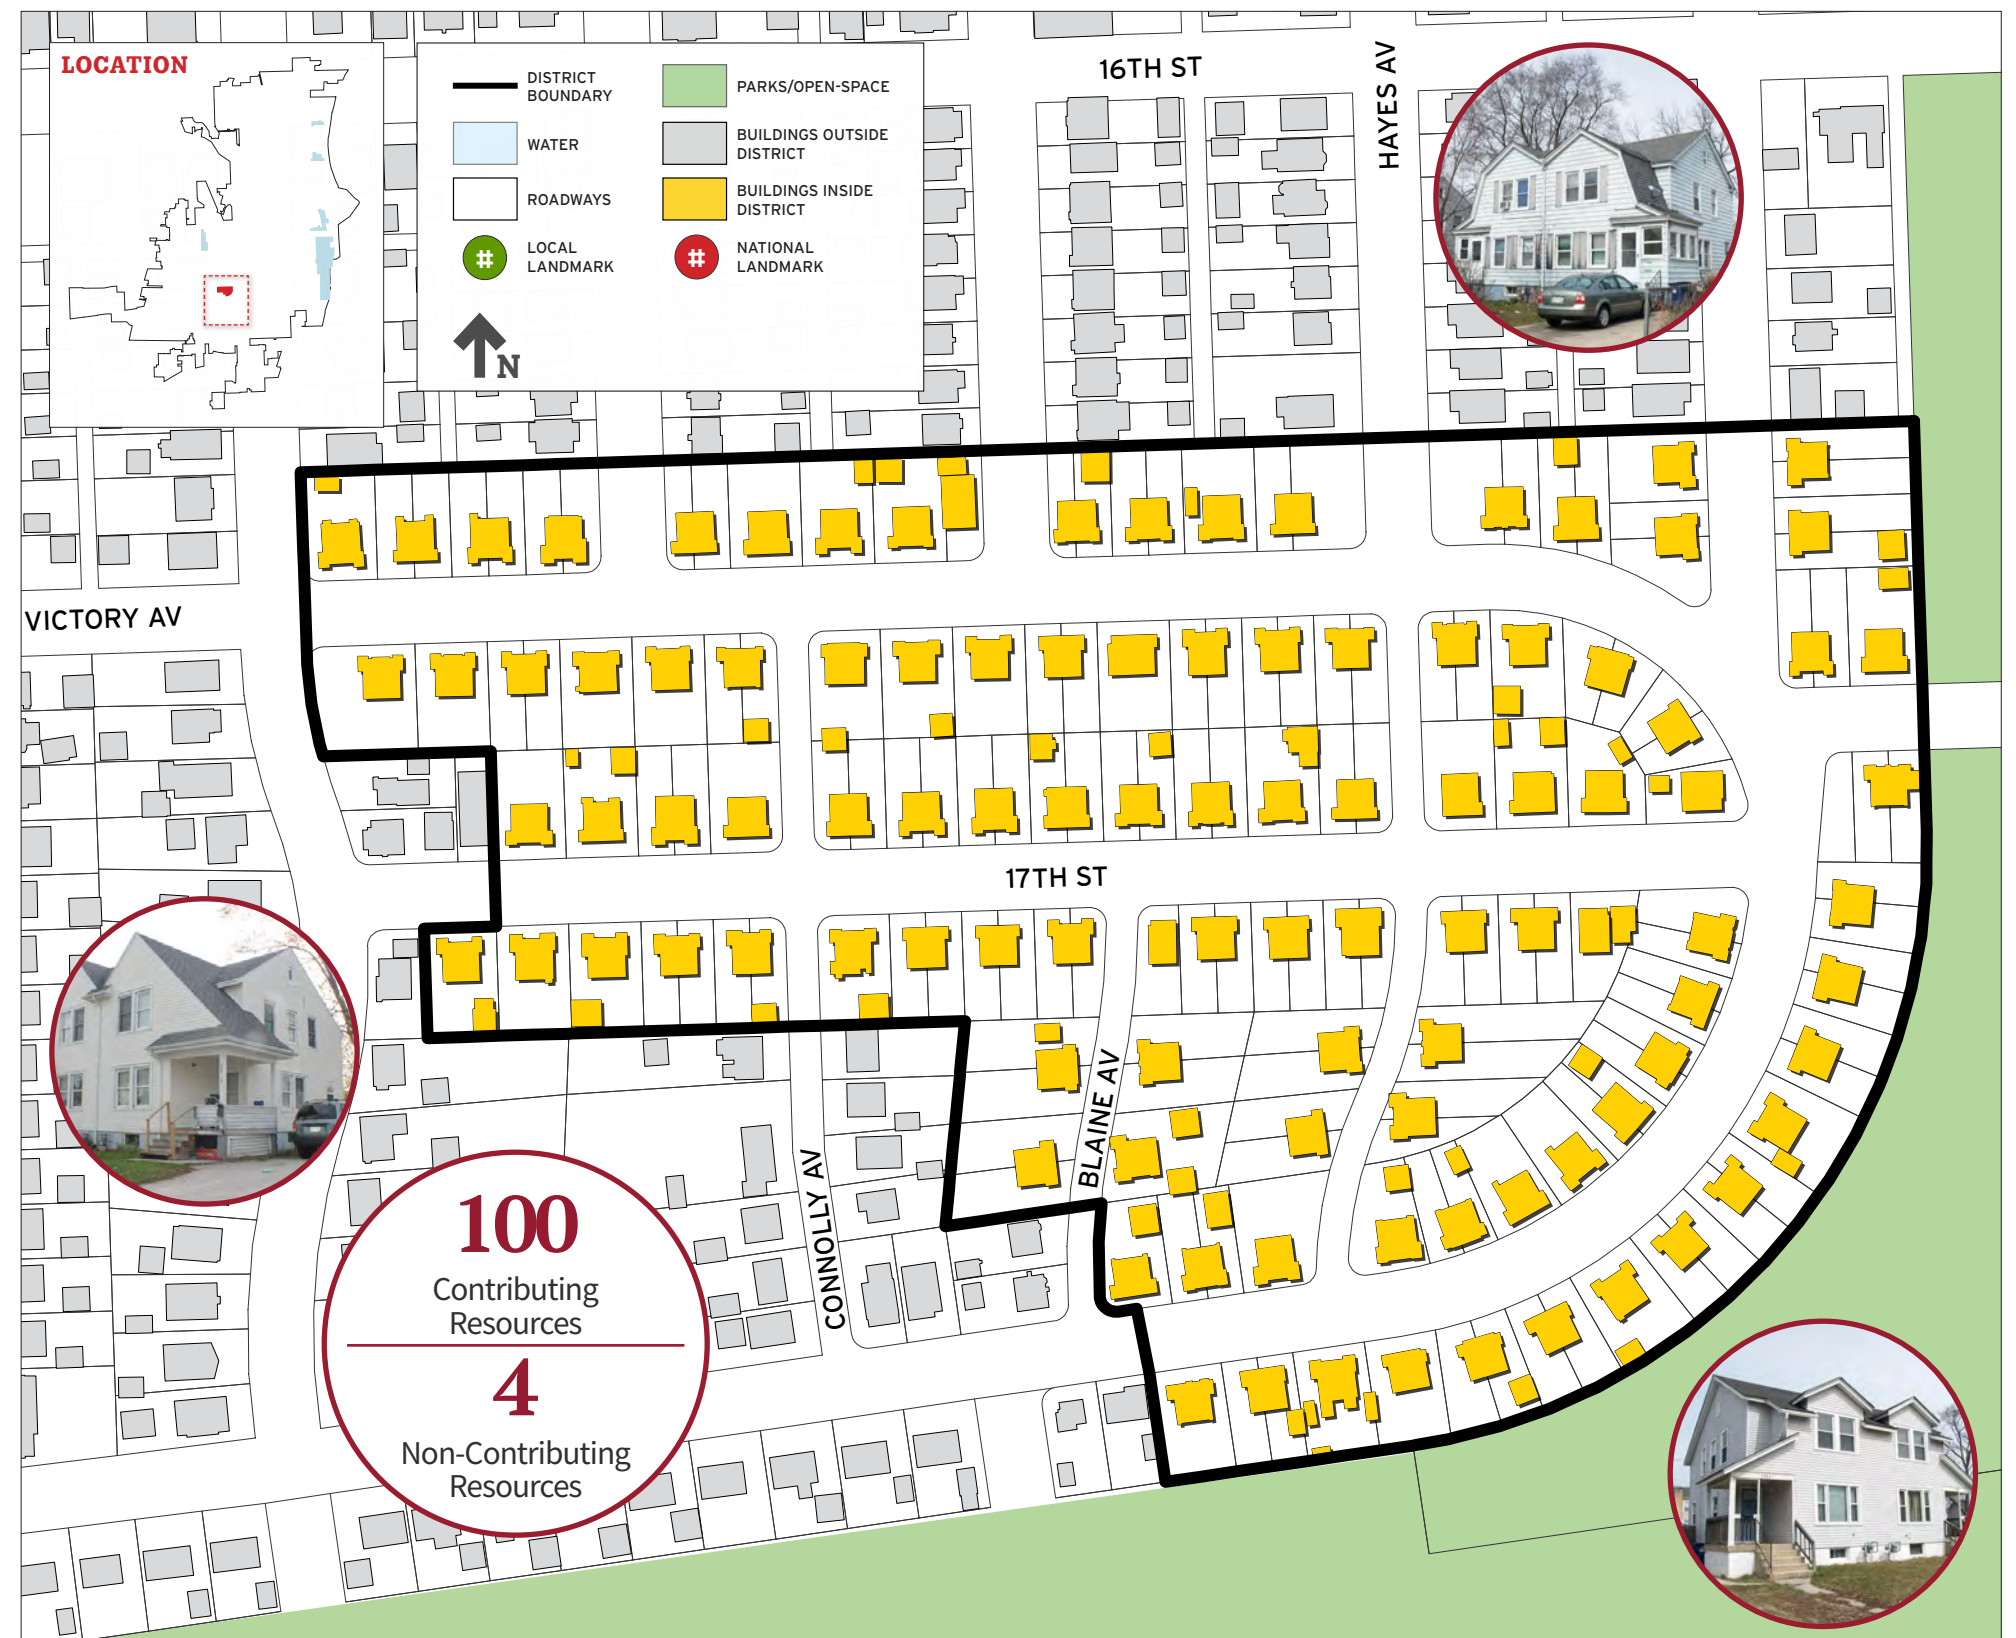 LOCATION
DISTRICT
BOUNDARY
WATER
ROADWAYS
#
LOCAL
LANDMARK
N
PARKS/OPEN-SPACE
BUILDINGS OUTSIDE
DISTRICT
BUILDINGS INSIDE
DISTRICT
#
NATIONAL
LANDMARK
16TH ST
HAYES AV
VICTORY AV
17TH ST
BLAINE AV
CONNOLLY AV
100
Contributing
Resources
4
Non-Contributing
Resources